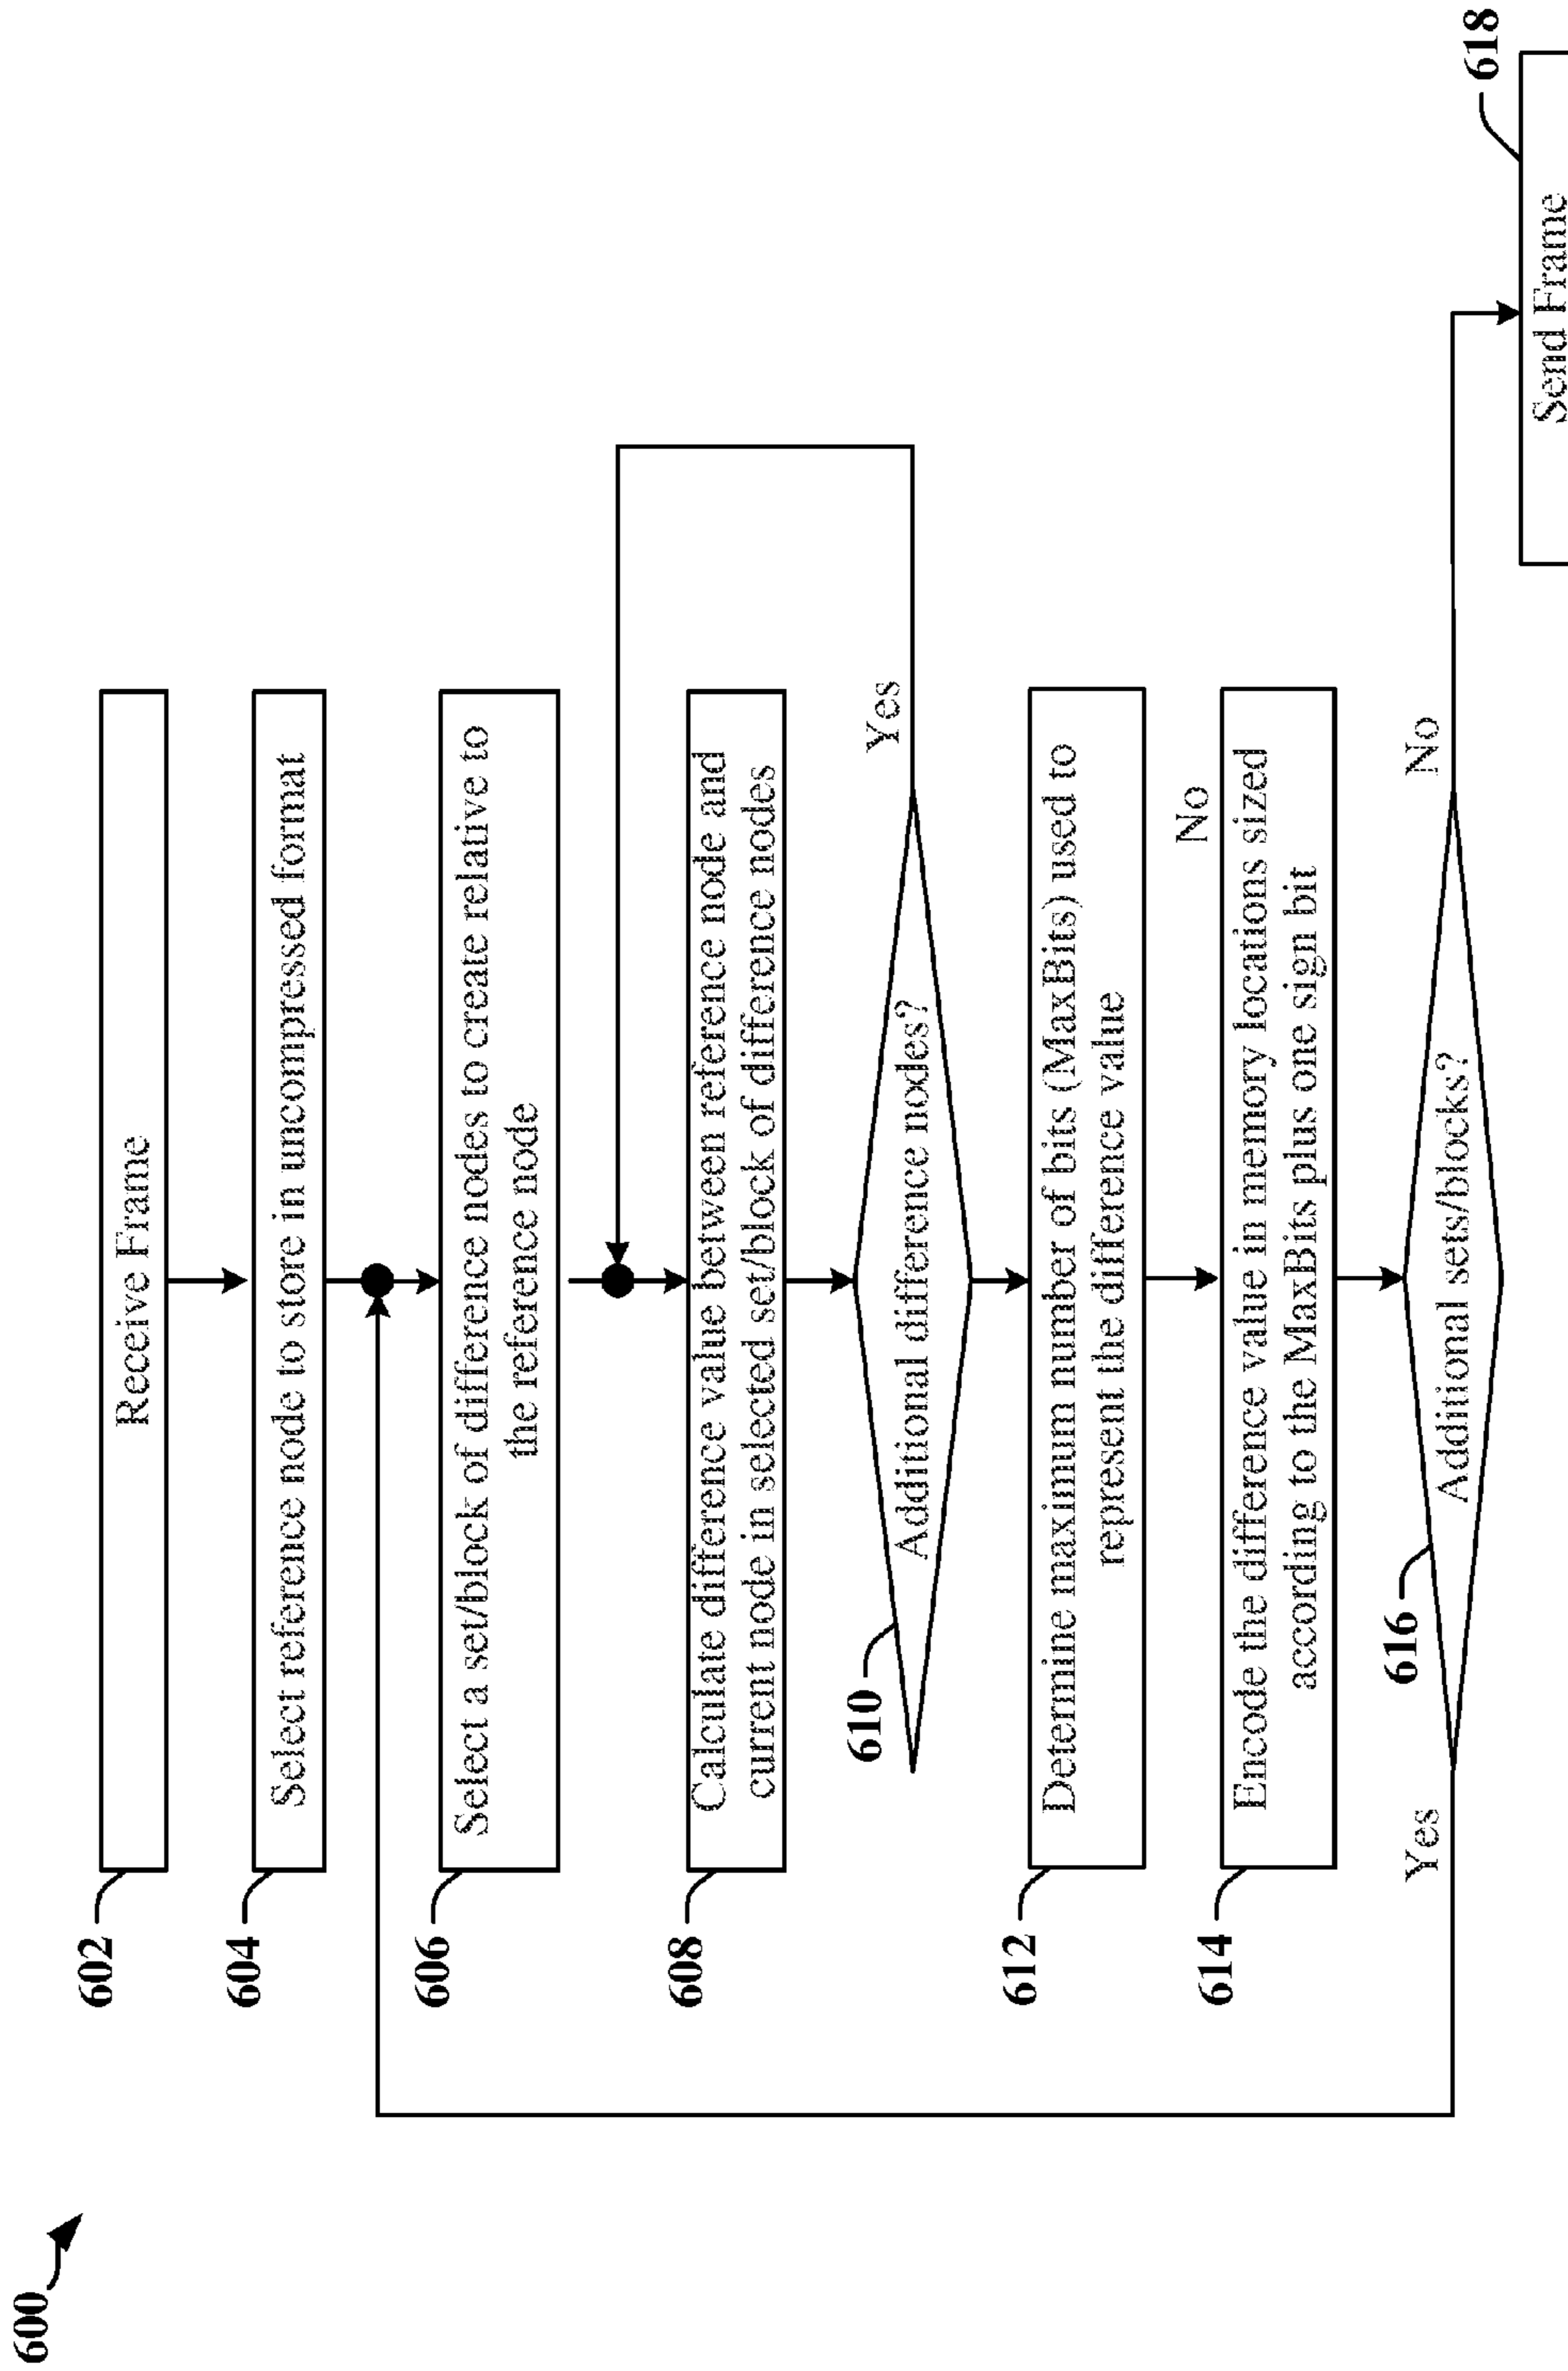 600
602
Receive Frame
604
Select reference node to store in uncompressed format
606
Select a set/block of difference nodes to create relative to
the reference node
608
Calculate difference value between reference node and
current node in selected set/block of difference nodes
610
Additional difference nodes?
Yes
612
Determine maximum number of bits (MaxBits) used to
represent the difference value
No
614
Encode the difference value in memory locations sized
according to the MaxBits plus one sign bit
616
Additional sets/blocks?
Yes
No
618
Send Frame